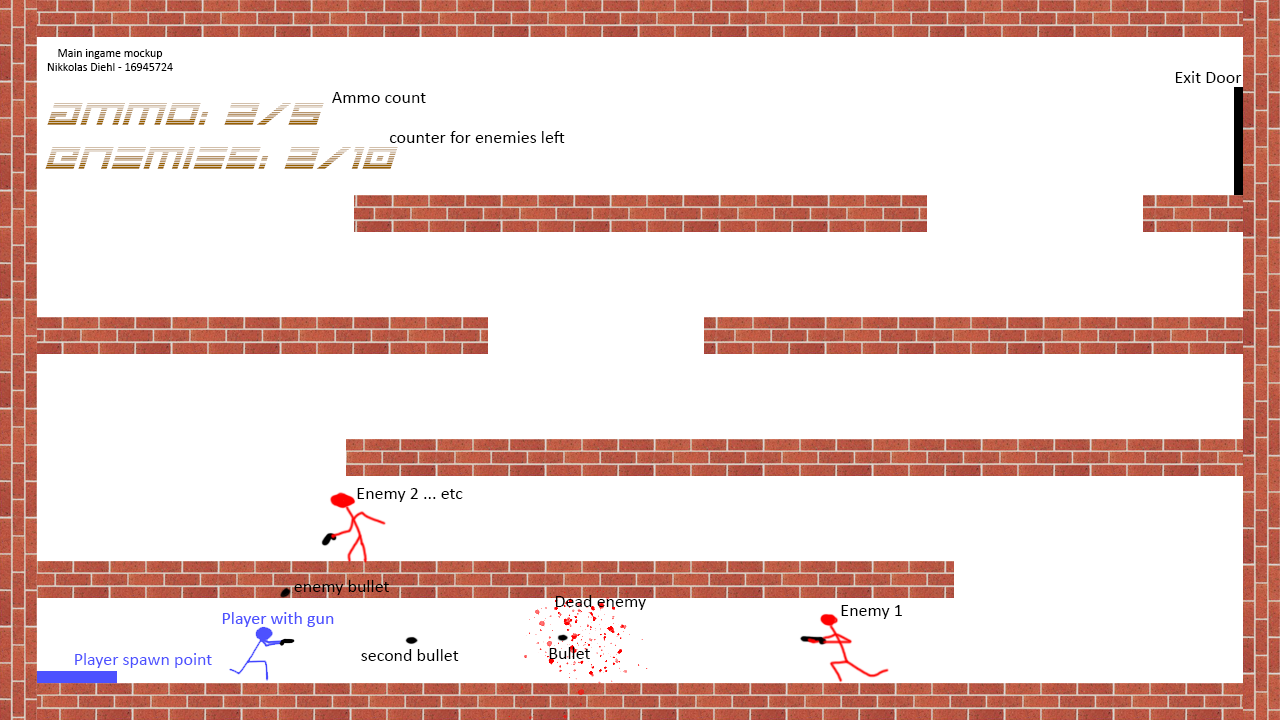 Main ingame mockup
Nikkolas Diehl - 16945724
Exit Door
Ammo: 2/5
Ammo count
counter for enemies left
Enemies: 2/10
Enemy 2 ... etc
enemy bullet
Dead enemy
Enemy 1
Player with gun
Bullet
second bullet
Player spawn point